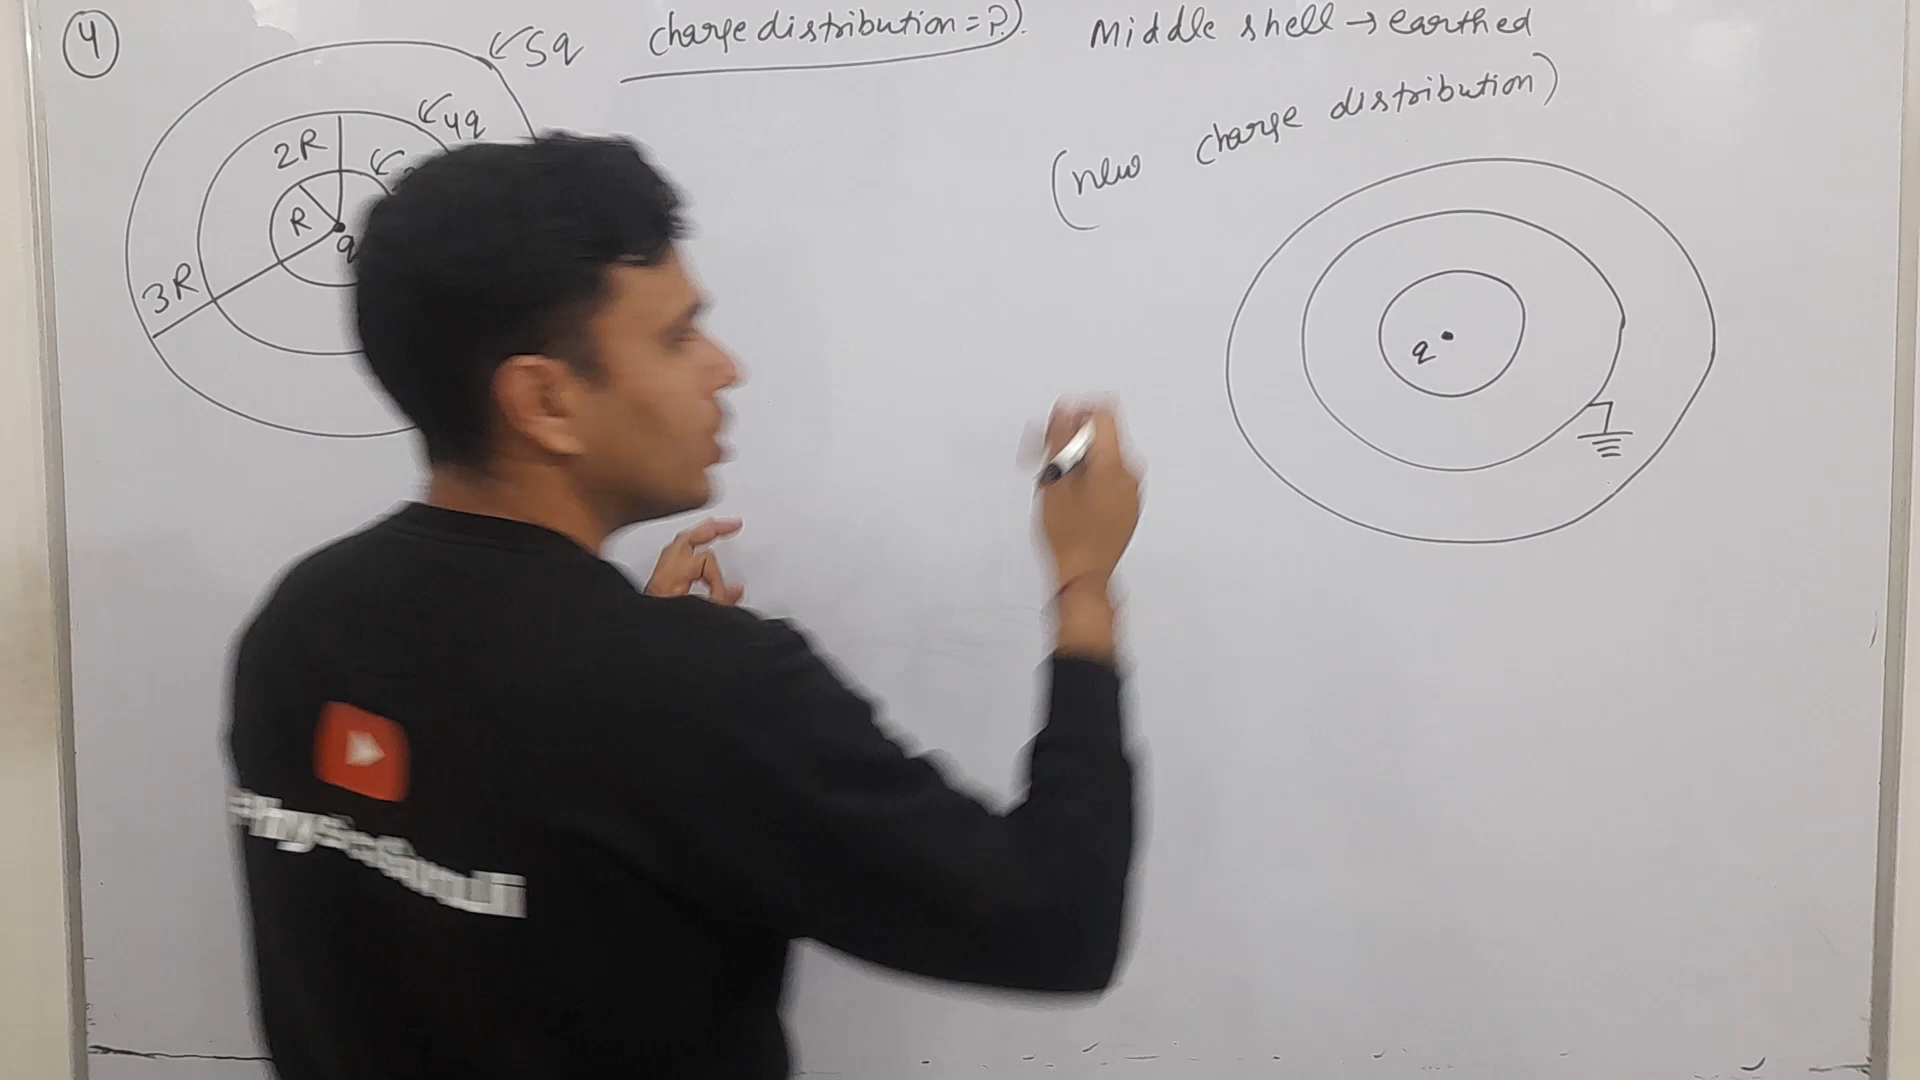 4
5q
charge distribution = ?).
Middle shell → earthed
(new charge distribution)
4q
2R
R
q
3R
q